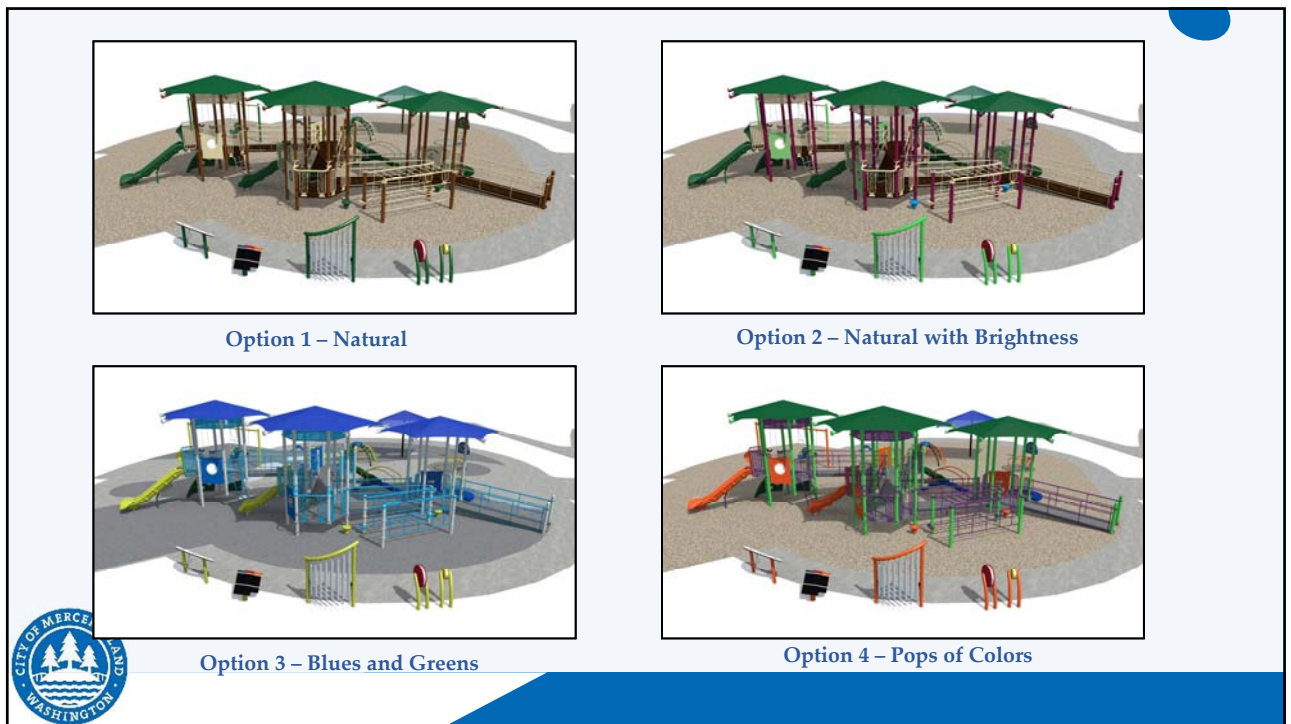 Option 1 – Natural
Option 2 – Natural with Brightness
Option 3 – Blues and Greens
Option 4 – Pops of Colors
CITY OF MERCER ISLAND
WASHINGTON